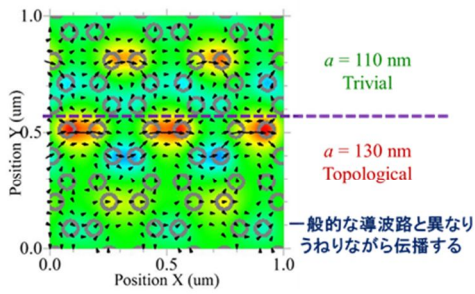 1.0
0.5
0.0
Position Y (um)
0.0
0.5
1.0
Position X (um)
a = 110 nm
Trivial
a = 130 nm
Topological
一般的な導波路と異なり
うねりながら伝播する